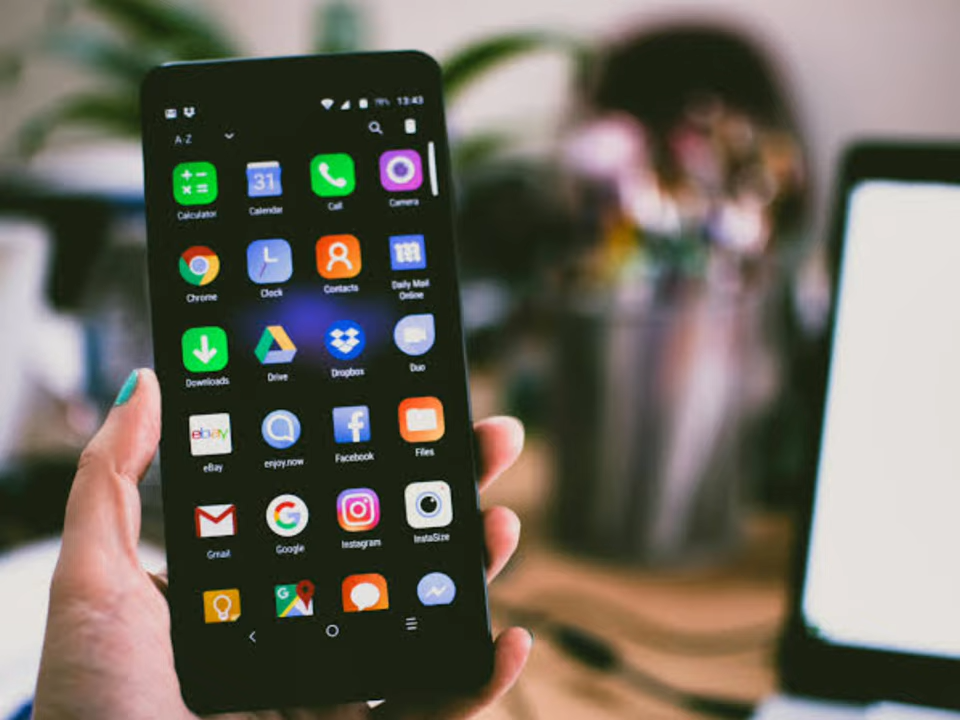 78% 13:43
A-Z
Calculator Calendar Call Camera
31
Chrome Clock Contacts Daily Mail
Online
Downloads Drive Dropbox Duo
ebay
eBay enjoy.now Facebook Files
Gmail Google Instagram InstaSize